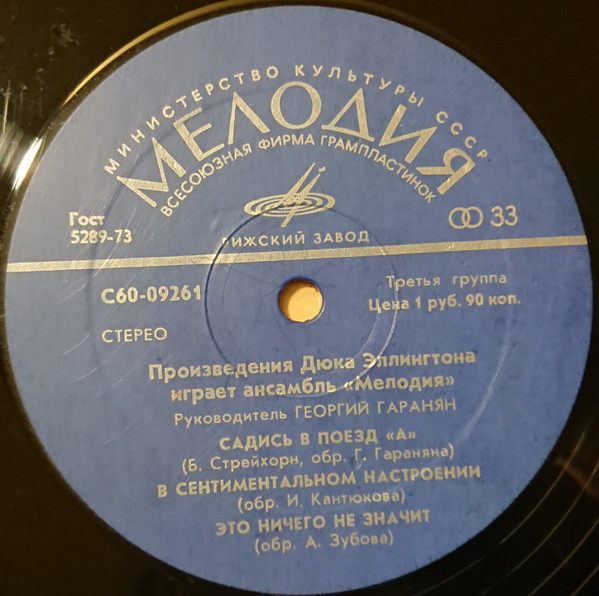 МИНИСТЕРСТВО КУЛЬТУРЫ СССР
МЕЛОДИЯ
ВСЕСОЮЗНАЯ ФИРМА ГРАМПЛАСТИНОК
Гост
5289-73
33
РИЖСКИЙ ЗАВОД
С60-09261
Третья группа
Цена 1 руб. 90 коп.
СТЕРЕО
Произведения Дюка Эллингтона
играет ансамбль «Мелодия»
Руководитель ГЕОРГИЙ ГАРАНЯН
САДИСЬ В ПОЕЗД «А»
(Б. Стрейхорн, обр. Г. Гараняна)
В СЕНТИМЕНТАЛЬНОМ НАСТРОЕНИИ
(обр. И. Кантюкова)
ЭТО НИЧЕГО НЕ ЗНАЧИТ
(обр. А. Зубова)